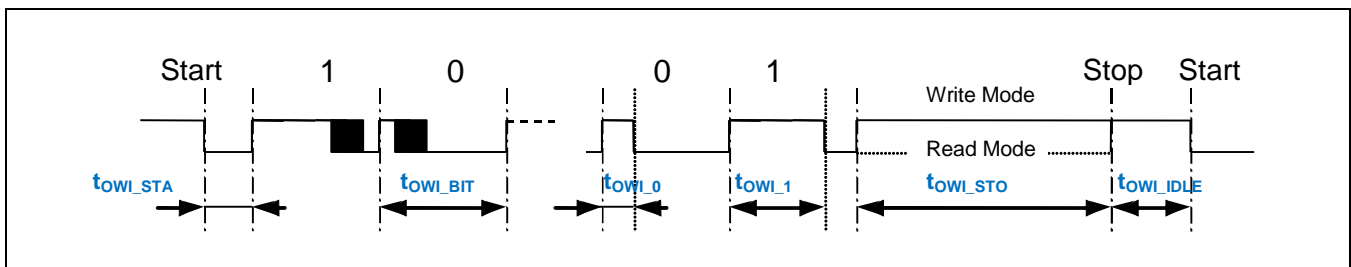 Start 1 0 0 1 Stop Start
Write Mode
Read Mode
tOWI_STA tOWI_BIT tOWI_0 tOWI_1 tOWI_STO tOWI_IDLE